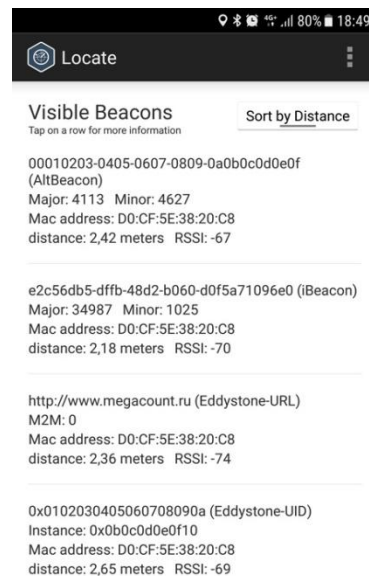 80% 18:49
Locate
Visible Beacons
Tap on a row for more information
Sort by Distance
00010203-0405-0607-0809-0a0b0c0d0e0f
(AltBeacon)
Major: 4113 Minor: 4627
Mac address: D0:CF:5E:38:20:C8
distance: 2,42 meters RSSI: -67
e2c56db5-dffb-48d2-b060-d0f5a71096e0 (iBeacon)
Major: 34987 Minor: 1025
Mac address: D0:CF:5E:38:20:C8
distance: 2,18 meters RSSI: -70
http://www.megacount.ru (Eddystone-URL)
M2M: 0
Mac address: D0:CF:5E:38:20:C8
distance: 2,36 meters RSSI: -74
0x0102030405060708090a (Eddystone-UID)
Instance: 0x0b0c0d0e0f10
Mac address: D0:CF:5E:38:20:C8
distance: 2,65 meters RSSI: -69